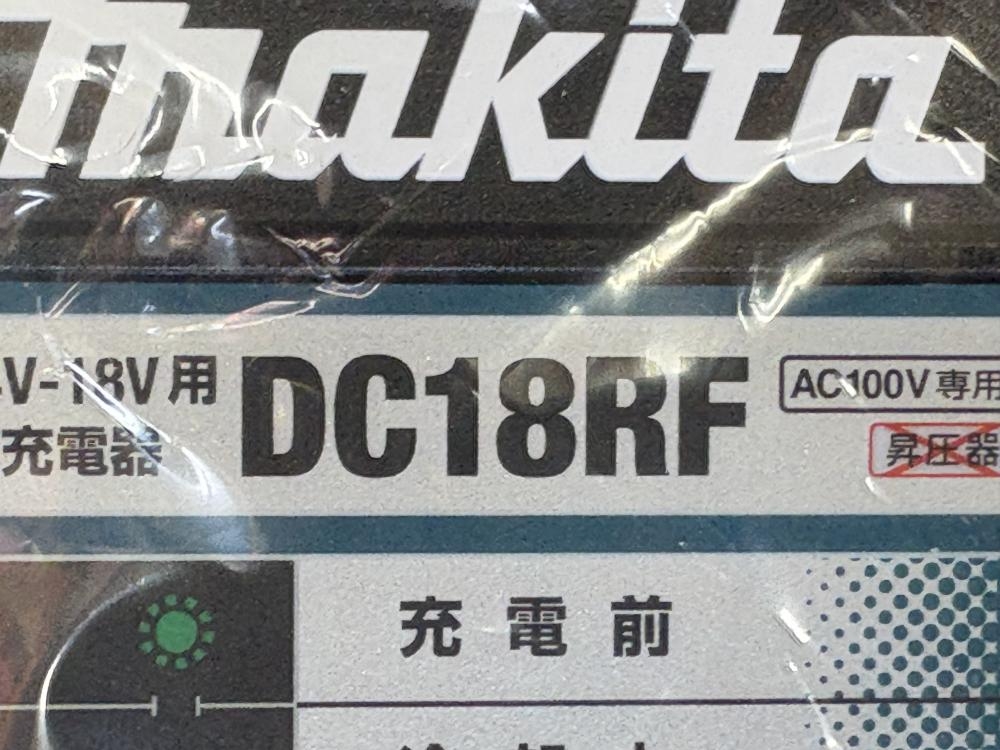 makita
V-18V用
充電器
DC18RF
AC100V専用
昇圧器
充電前